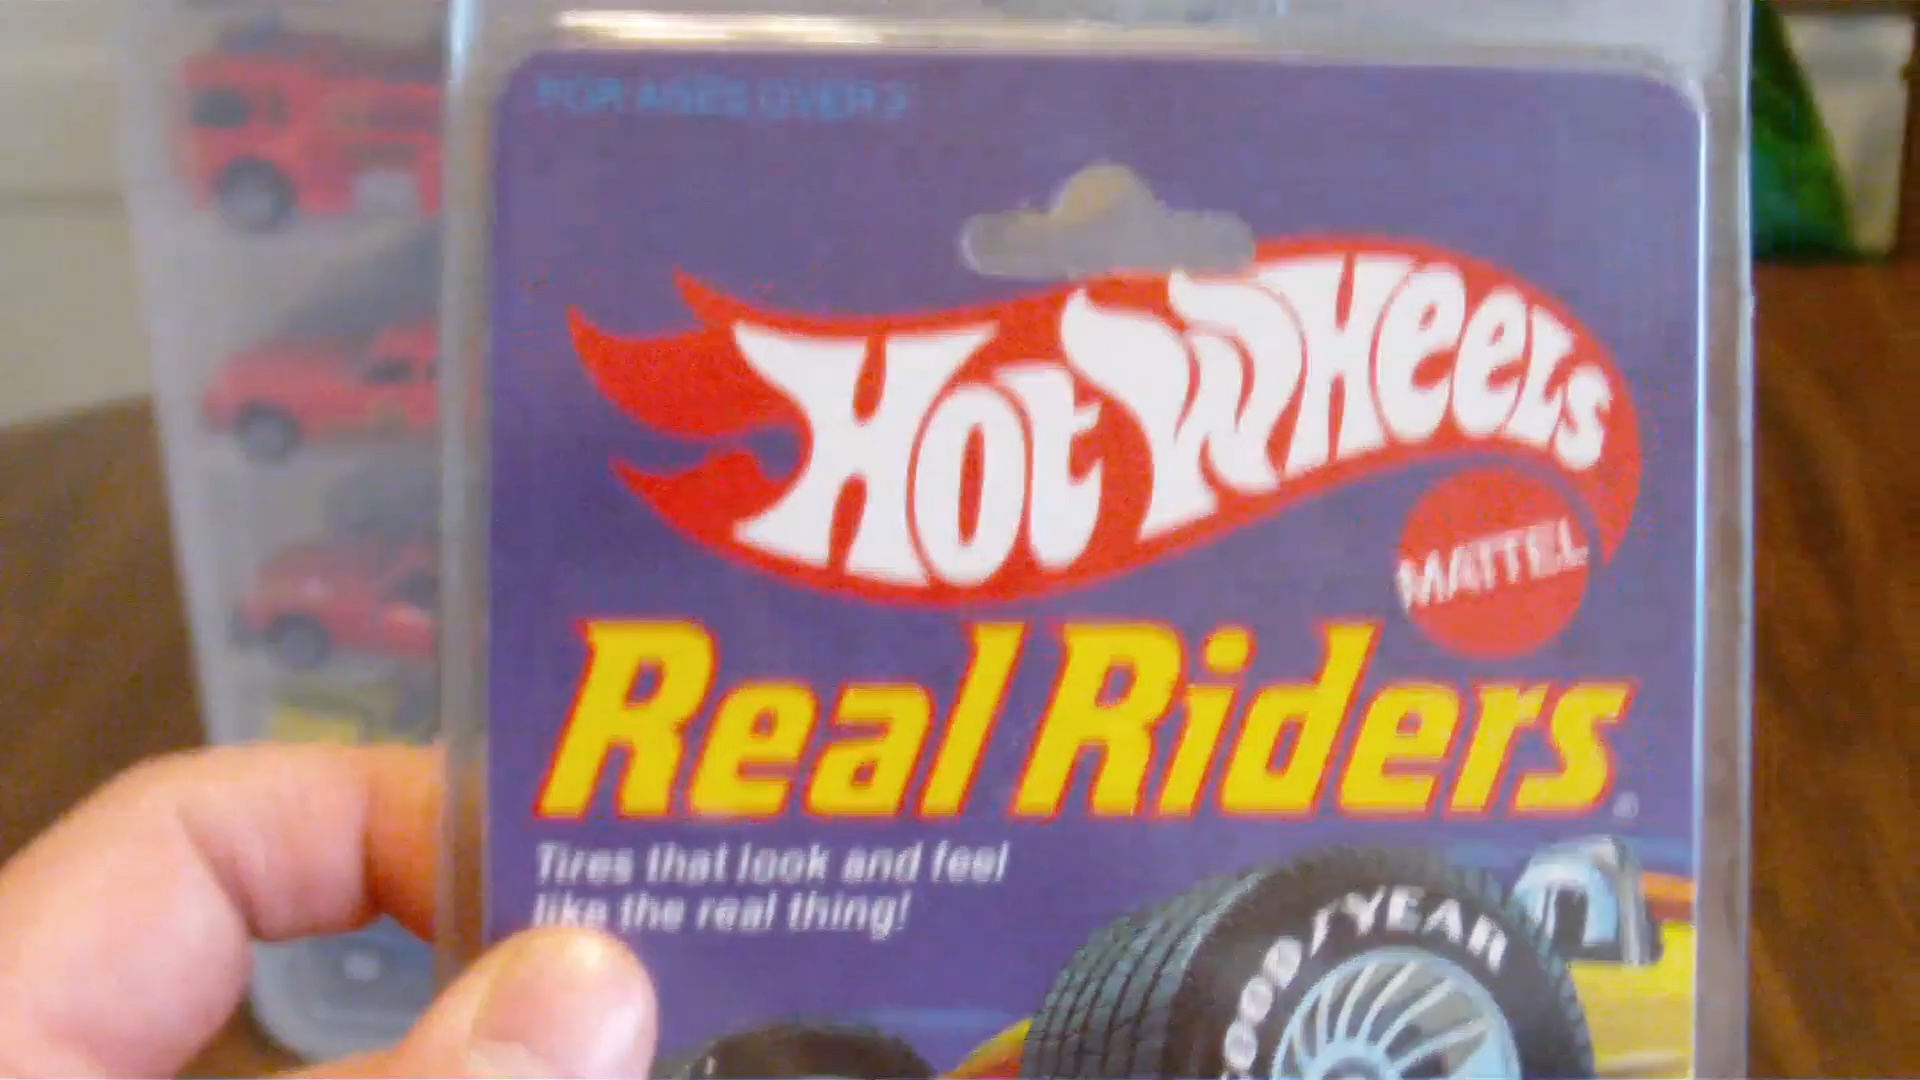 FOR AGES OVER 3
Hot Wheels
MATTEL
Real Riders
Tires that look and feel
like the real thing!
GOODYEAR